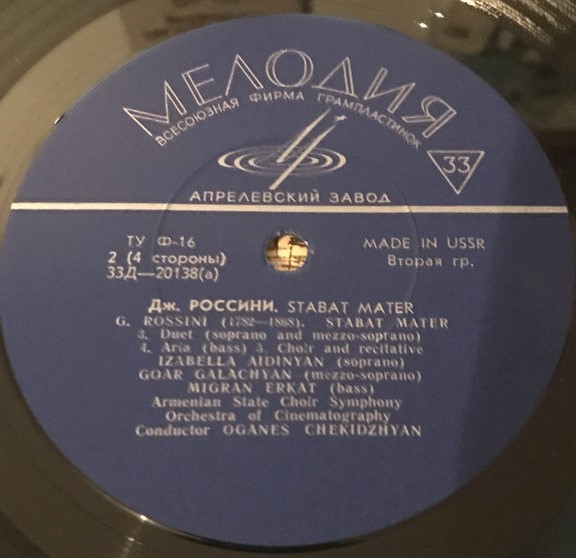 МЕЛОДИЯ
ВСЕСОЮЗНАЯ ФИРМА ГРАМПЛАСТИНОК
33
АПРЕЛЕВСКИЙ ЗАВОД
ТУ Ф-16
2 (4 стороны)
33Д—20138(а)
MADE IN USSR
Вторая гр.
Дж. РОССИНИ. STABAT MATER
G. ROSSINI (1782—1868). STABAT MATER
3. Duet (soprano and mezzo-soprano)
4. Aria (bass) 5. Choir and recitative
IZABELLA AIDINYAN (soprano)
GOAR GALACHYAN (mezzo-soprano)
MIGRAN ERKAT (bass)
Armenian State Choir Symphony
Orchestra of Cinematography
Conductor OGANES CHEKIDZHYAN